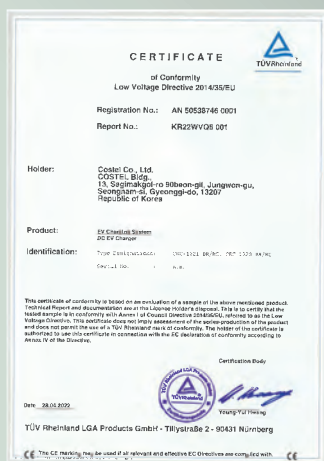 CERTIFICATE
TÜVRheinland
of Conformity
Low Voltage Directive 2014/35/EU
Registration No.: AN 50538746 0001
Report No.: KR22WVQ5 001
Holder: Costel Co., Ltd.
COSTEL Bldg.,
13, Sagimakgol-ro 90beon-gil, Jungwon-gu,
Seongnam-si, Gyeonggi-do, 13207
Republic of Korea
Product: EV Charging System
DC EV Charger
Identification: Type Designation:
Serial No. : n.a.
This certificate of conformity is based on an evaluation of a sample of the above mentioned product.
Technical Report and documentation are at the Licence Holder's disposal. This is to certify that the
tested sample is in conformity with Annex I of Council Directive 2014/35/EU, referred to as the Low
Voltage Directive. This certificate does not imply assessment of the series-production of the product
and does not permit the use of a TÜV Rheinland mark of conformity. The holder of the certificate is
authorized to use this certificate in connection with the EC declaration of conformity according to
Annex IV of the Directive.
Certification Body
TÜVRheinland
Date 28.04.2022
Young-Yul Hwang
TÜV Rheinland LGA Products GmbH - Tillystraße 2 - 90431 Nürnberg
CE The CE marking may be used if all relevant and effective EC Directives are complied with. CE